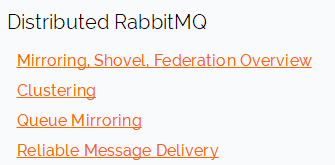 Distributed RabbitMQ
Mirroring, Shovel, Federation Overview
Clustering
Queue Mirroring
Reliable Message Delivery